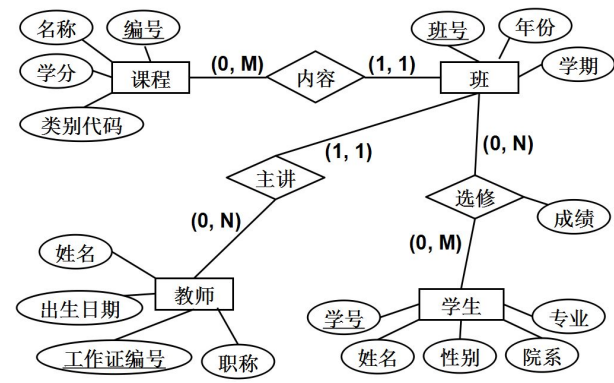 名称
编号
班号
年份
学分
课程
(0, M)
内容
(1, 1)
班
学期
类别代码
(1, 1)
(0, N)
主讲
选修
成绩
(0, N)
(0, M)
姓名
出生日期
教师
工作证编号
职称
学号
学生
专业
姓名
性别
院系